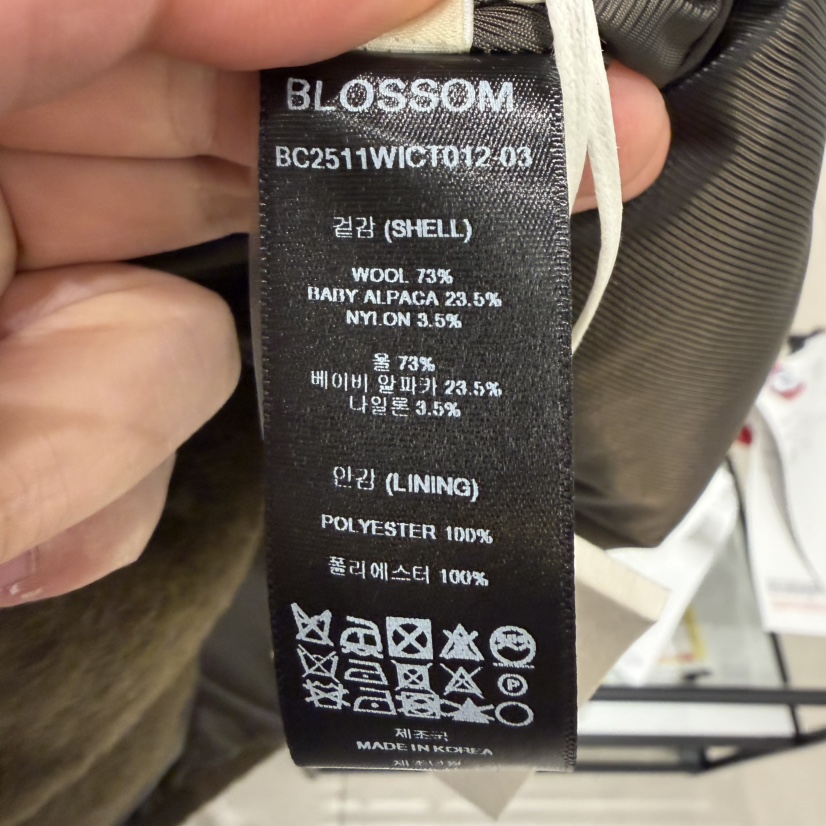 BLOSSOM
BC2511WICT012-03
겉감 (SHELL)
WOOL 73%
BABY ALPACA 23.5%
NYLON 3.5%
울 73%
베이비 알파카 23.5%
나일론 3.5%
안감 (LINING)
POLYESTER 100%
폴리에스터 100%
P
제조국
MADE IN KOREA